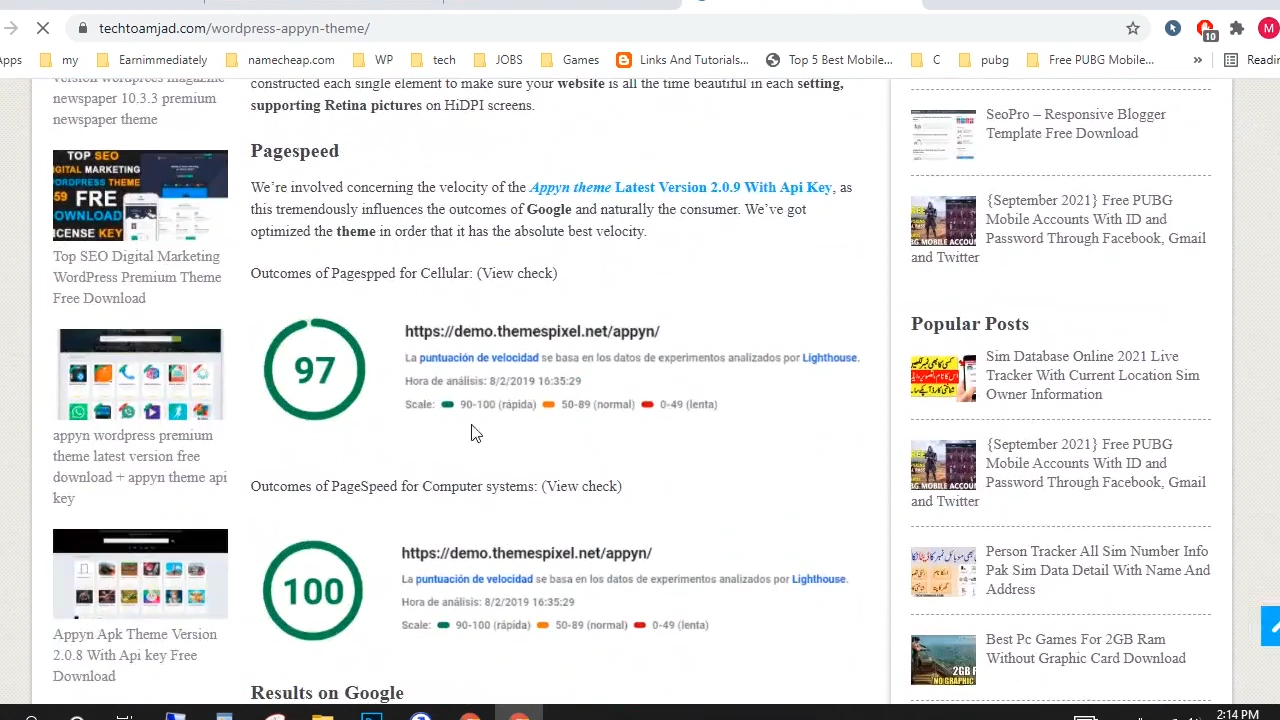 techtoamjad.com/wordpress-appyn-theme/
10
M
Apps
my
Earnimmediately
namecheap.com
WP
tech
JOBS
Games
Links And Tutorials...
Top 5 Best Mobile...
C
pubg
Free PUBG Mobile...
»
version wordprees magazine
newspaper 10.3.3 premium
newspaper theme
TOP SEO
DIGITAL MARKETING
WORDPRESS THEME
59 FREE
DOWNLOAD
LICENSE KEY
Top SEO Digital Marketing
WordPress Premium Theme
Free Download
appyn wordpress premium
theme latest version free
download + appyn theme api
key
Appyn Apk Theme Version
2.0.8 With Api key Free
Download
constructed each single element to make sure your website is all the time beautiful in each setting,
supporting Retina pictures on HiDPI screens.
Pagespeed
We’re involved concerning the velocity of the Appyn theme Latest Version 2.0.9 With Api Key, as
this tremendously influences the outcomes of Google and naturally the consumer. We’ve got
optimized the theme in order that it has the absolute best velocity.
Outcomes of Pagespped for Cellular: (View check)
97
https://demo.themespixel.net/appyn/
La puntuación de velocidad se basa en los datos de experimentos analizados por Lighthouse.
Hora de análisis: 8/2/2019 16:35:29
Scale: 90-100 (rápida) 50-89 (normal) 0-49 (lenta)
Outcomes of PageSpeed for Computer systems: (View check)
100
https://demo.themespixel.net/appyn/
La puntuación de velocidad se basa en los datos de experimentos analizados por Lighthouse.
Hora de análisis: 8/2/2019 16:35:29
Scale: 90-100 (rápida) 50-89 (normal) 0-49 (lenta)
Results on Google
SeoPro – Responsive Blogger
Template Free Download
{September 2021} Free PUBG
Mobile Accounts With ID and
Password Through Facebook, Gmail
and Twitter
Popular Posts
Sim Database Online 2021 Live
Tracker With Current Location Sim
Owner Information
{September 2021} Free PUBG
Mobile Accounts With ID and
Password Through Facebook, Gmail
and Twitter
Person Tracker All Sim Number Info
Pak Sim Data Detail With Name And
Address
Best Pc Games For 2GB Ram
Without Graphic Card Download
2:14 PM